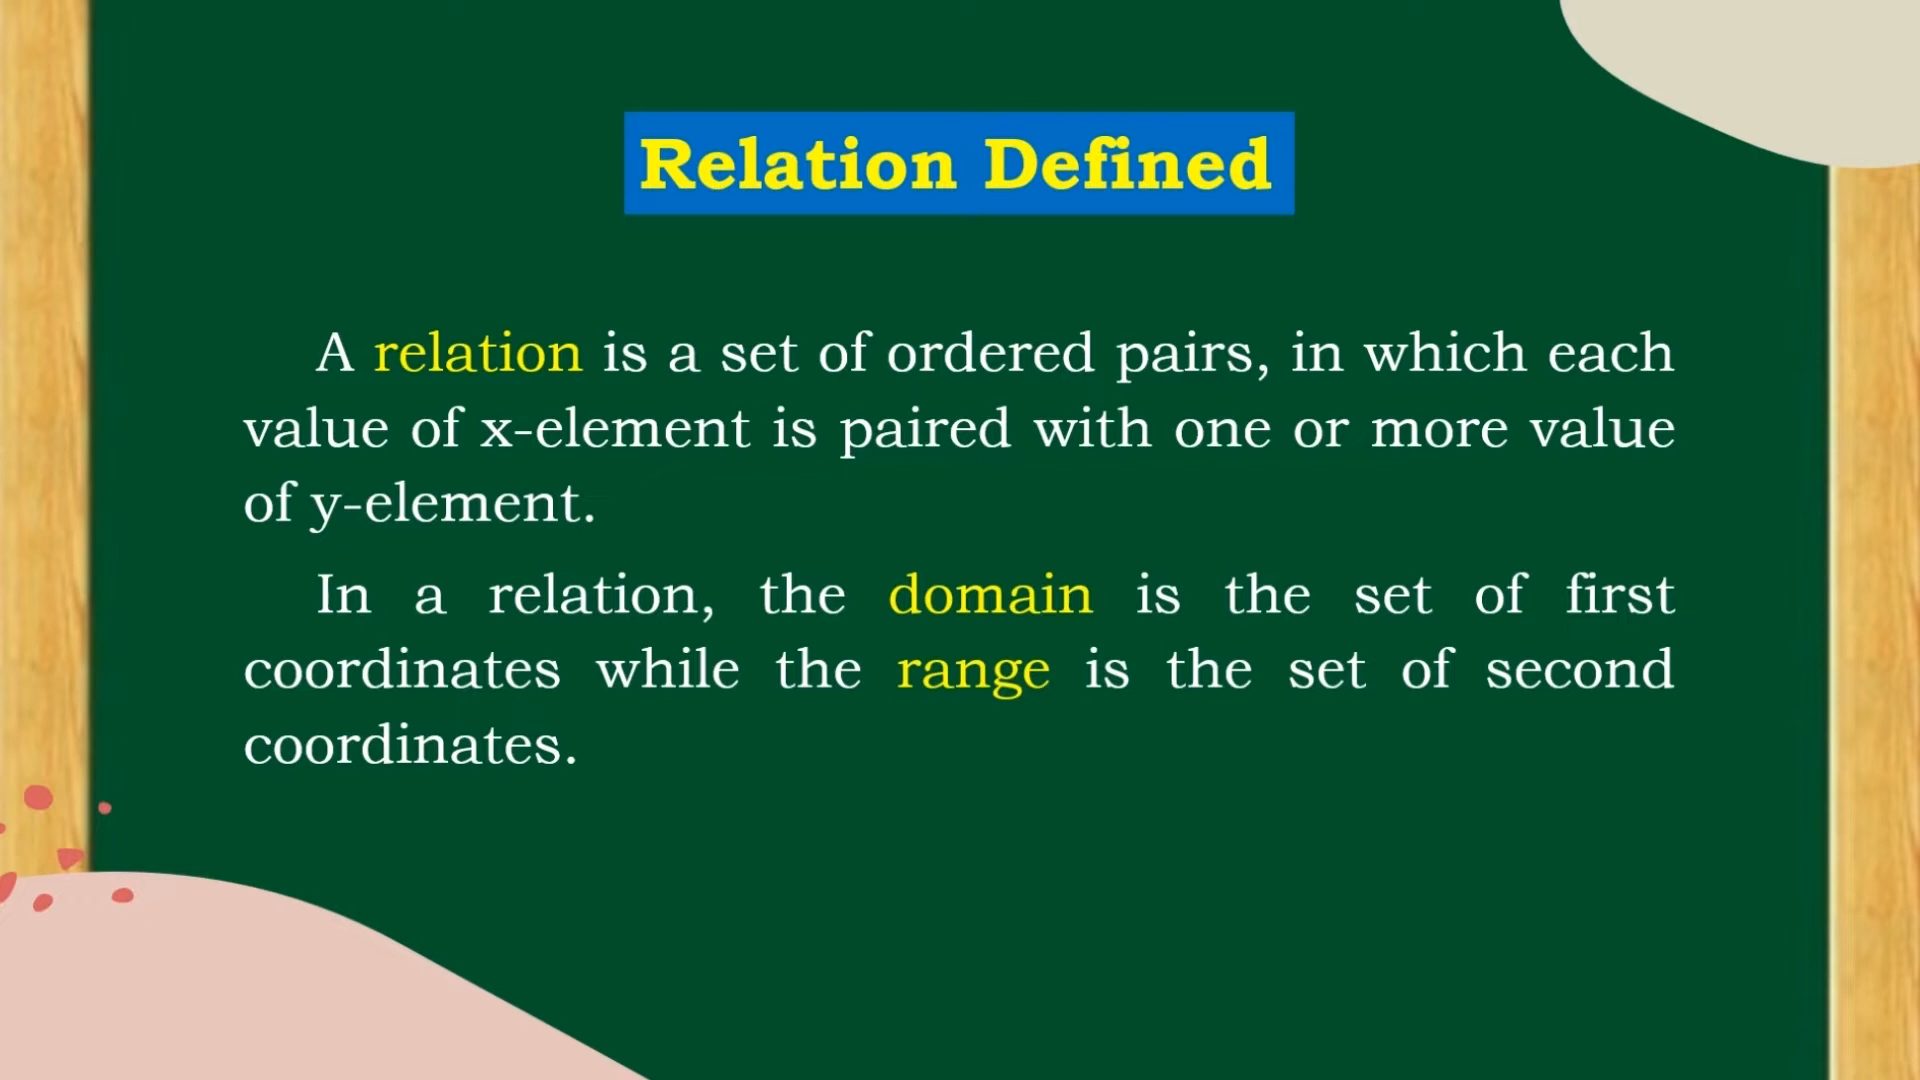 Relation Defined
A relation is a set of ordered pairs, in which each
value of x-element is paired with one or more value
of y-element.
In a relation, the domain is the set of first
coordinates while the range is the set of second
coordinates.